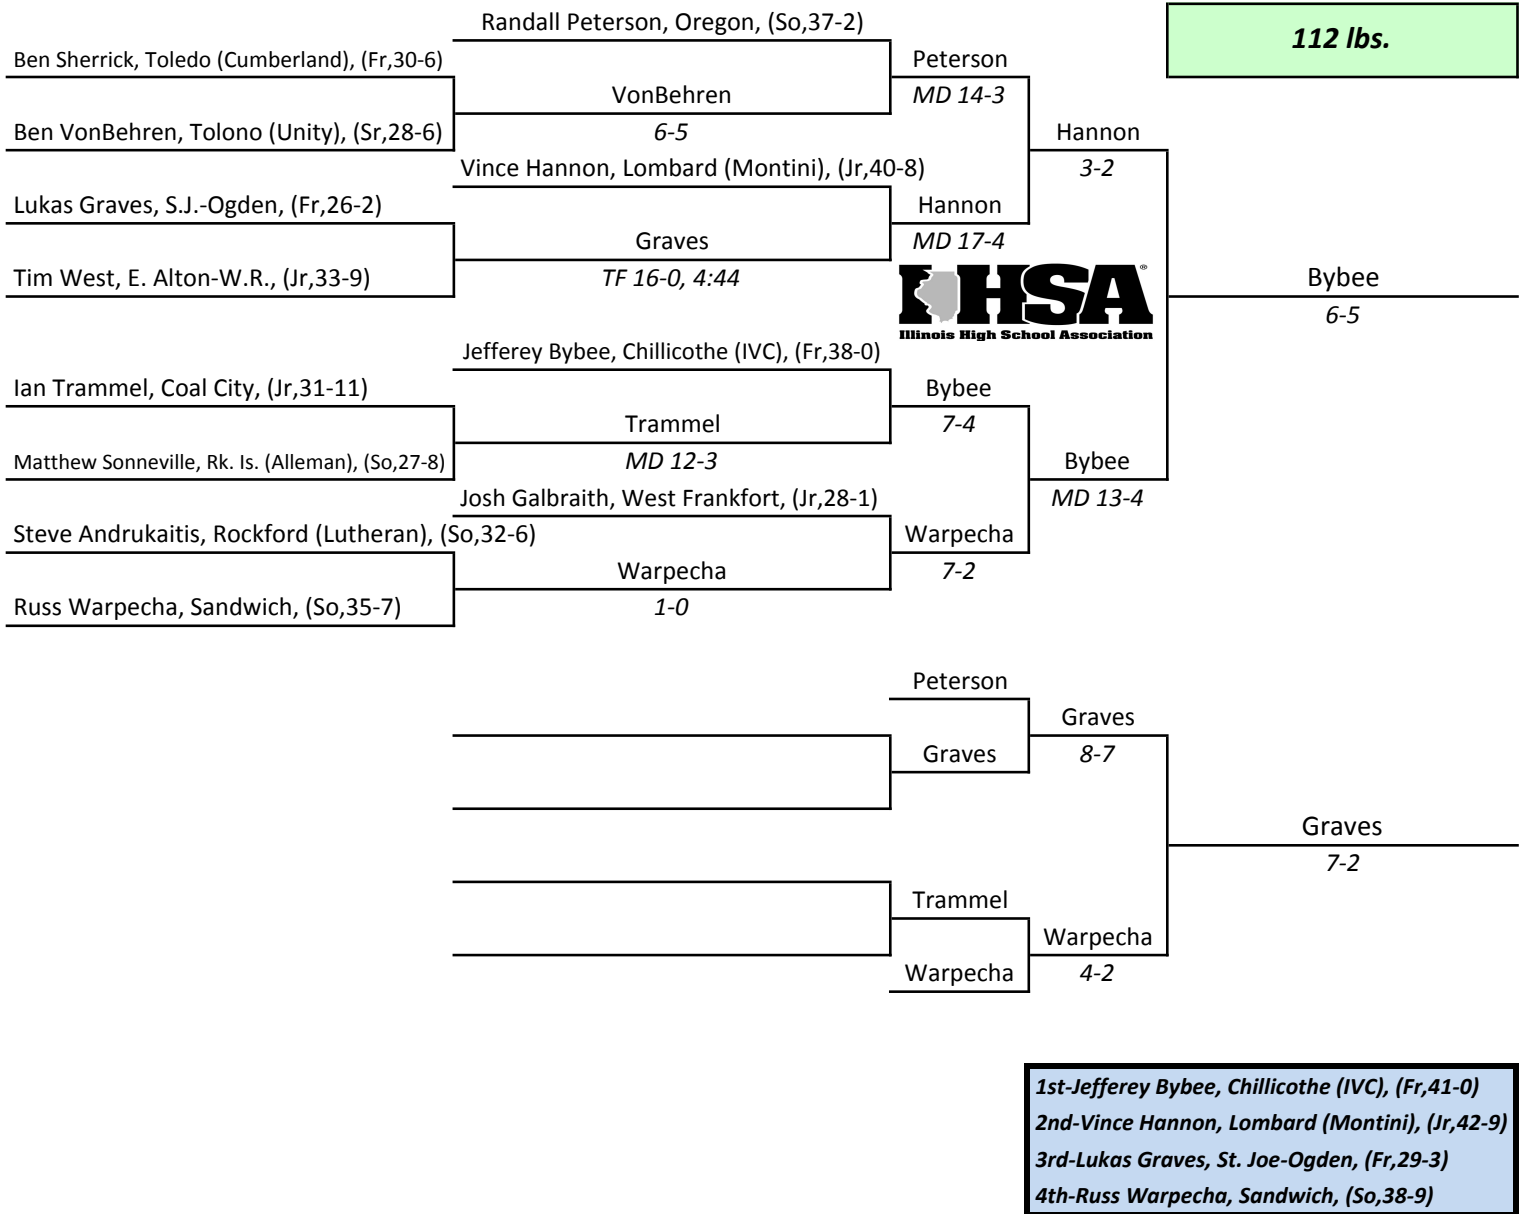 Randall Peterson, Oregon, (So,37-2)
112 lbs.
Ben Sherrick, Toledo (Cumberland), (Fr,30-6)
Peterson
VonBehren
MD 14-3
Ben VonBehren, Tolono (Unity), (Sr,28-6)
6-5
Hannon
Vince Hannon, Lombard (Montini), (Jr,40-8)
3-2
Lukas Graves, S.J.-Ogden, (Fr,26-2)
Hannon
Graves
MD 17-4
Tim West, E. Alton-W.R., (Jr,33-9)
TF 16-0, 4:44
IHSA®
Illinois High School Association
Bybee
6-5
Jefferey Bybee, Chillicothe (IVC), (Fr,38-0)
Ian Trammel, Coal City, (Jr,31-11)
Bybee
Trammel
7-4
Matthew Sonneville, Rk. Is. (Alleman), (So,27-8)
MD 12-3
Bybee
Josh Galbraith, West Frankfort, (Jr,28-1)
MD 13-4
Steve Andrukaitis, Rockford (Lutheran), (So,32-6)
Warpecha
Warpecha
7-2
Russ Warpecha, Sandwich, (So,35-7)
1-0
Peterson
Graves
Graves
8-7
Graves
7-2
Trammel
Warpecha
Warpecha
4-2
1st-Jefferey Bybee, Chillicothe (IVC), (Fr,41-0)
2nd-Vince Hannon, Lombard (Montini), (Jr,42-9)
3rd-Lukas Graves, St. Joe-Ogden, (Fr,29-3)
4th-Russ Warpecha, Sandwich, (So,38-9)